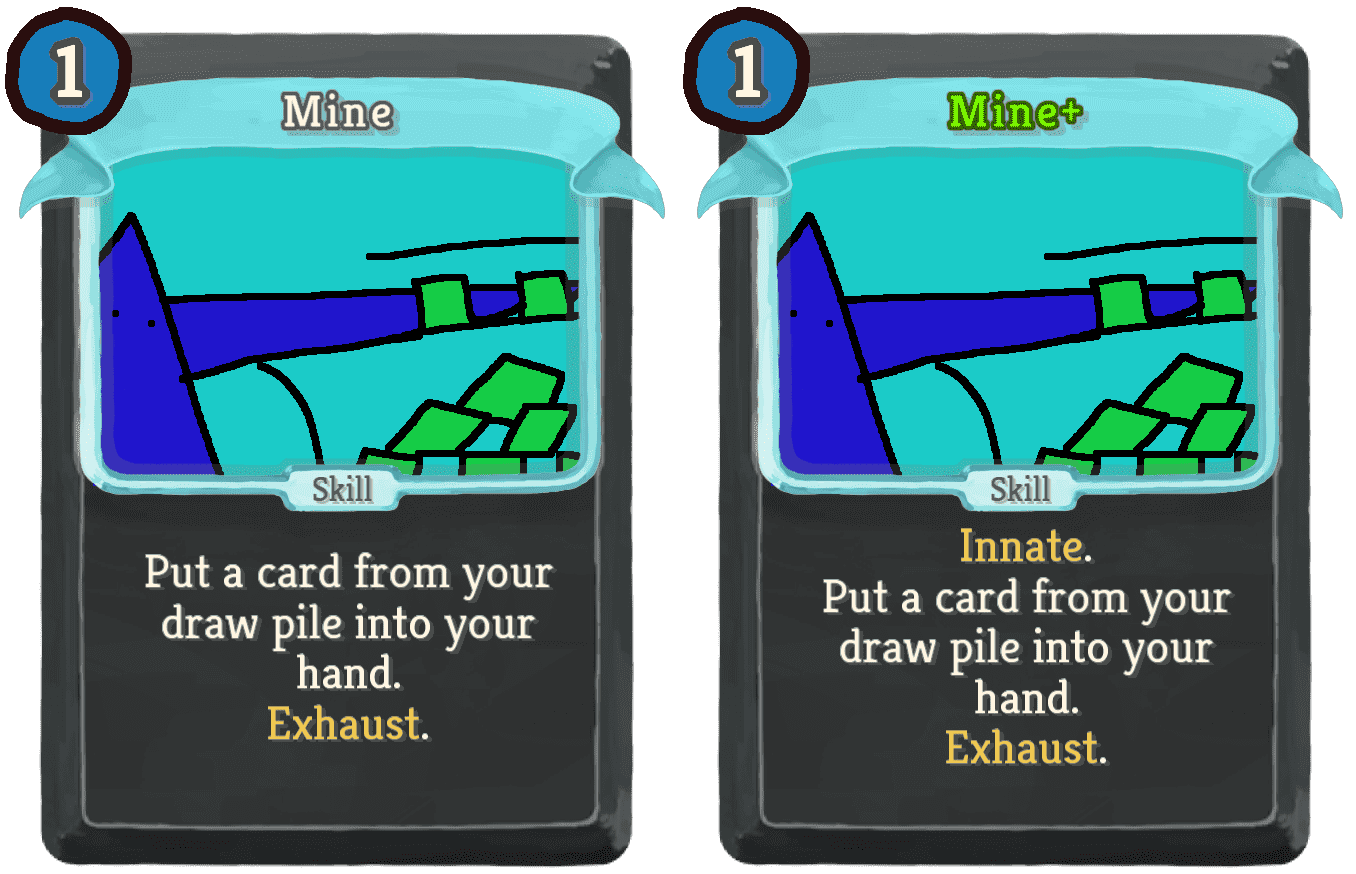 1
Mine
Skill
Put a card from your
draw pile into your
hand.
Exhaust.
1
Mine+
Skill
Innate.
Put a card from your
draw pile into your
hand.
Exhaust.